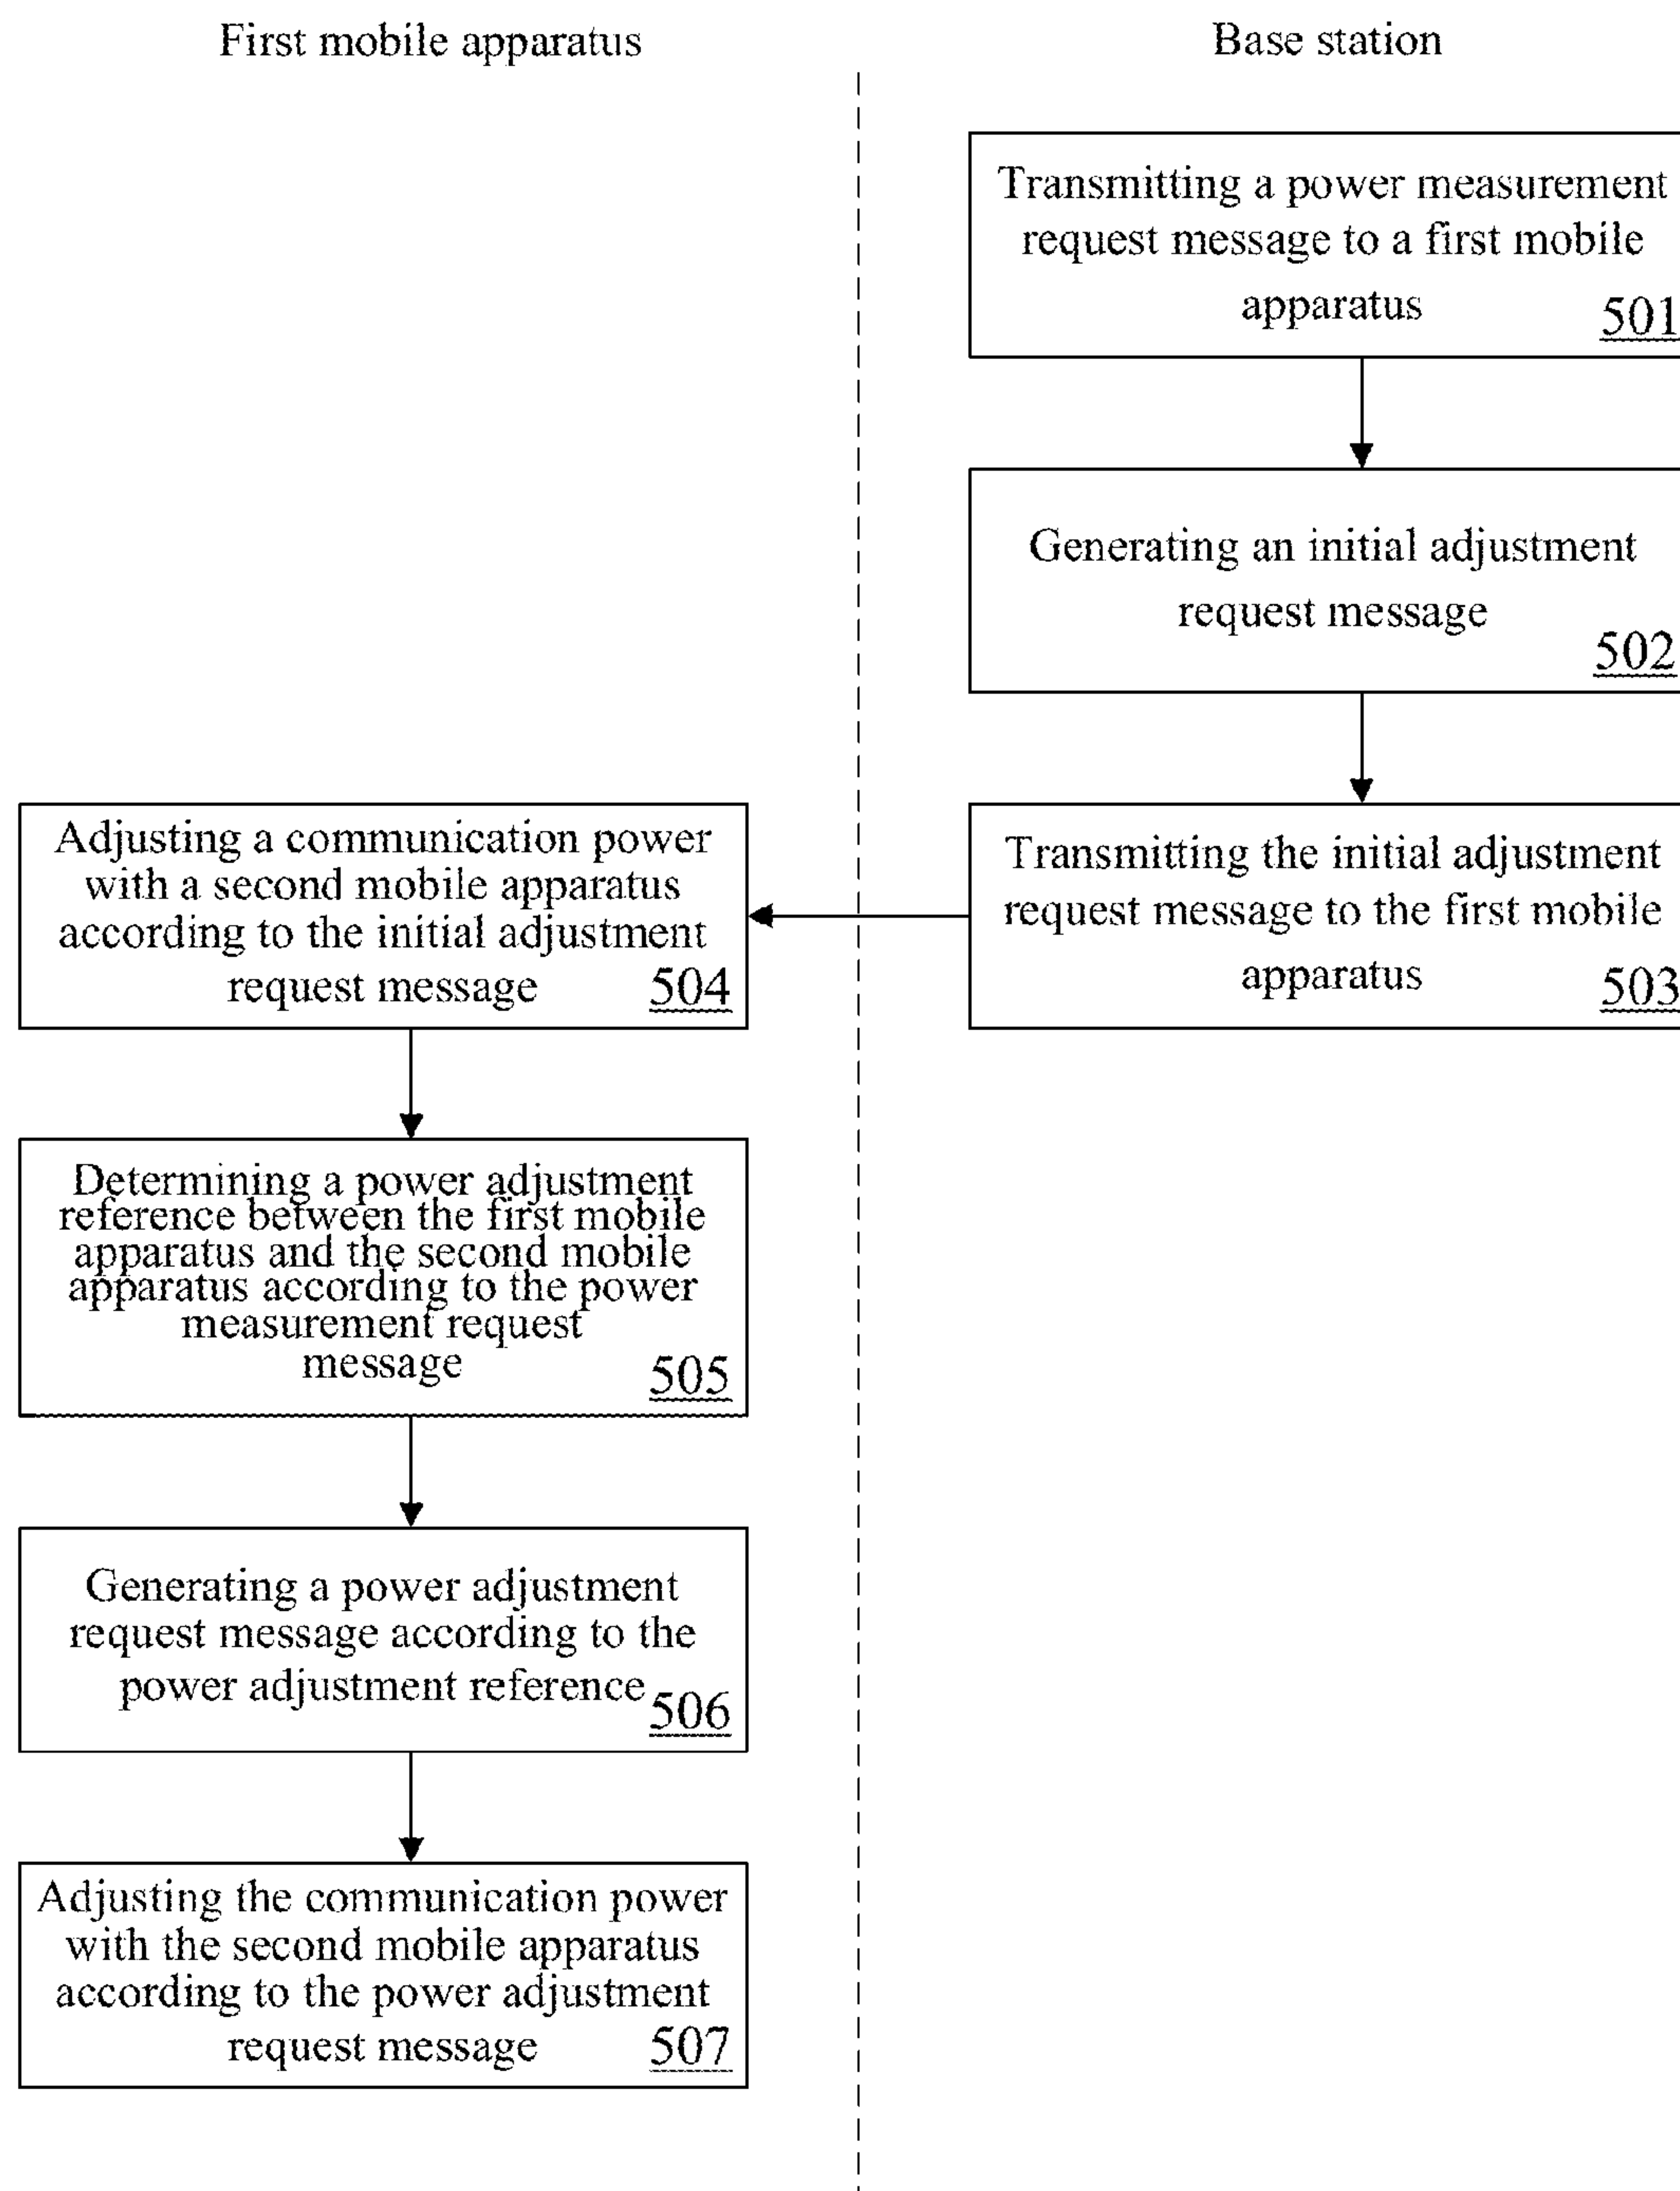 First mobile apparatus
Base station
Transmitting a power measurement
request message to a first mobile
apparatus
501
Generating an initial adjustment
request message
502
Transmitting the initial adjustment
request message to the first mobile
apparatus
503
Adjusting a communication power
with a second mobile apparatus
according to the initial adjustment
request message
504
Determining a power adjustment
reference between the first mobile
apparatus and the second mobile
apparatus according to the power
measurement request
message
505
Generating a power adjustment
request message according to the
power adjustment reference
506
Adjusting the communication power
with the second mobile apparatus
according to the power adjustment
request message
507